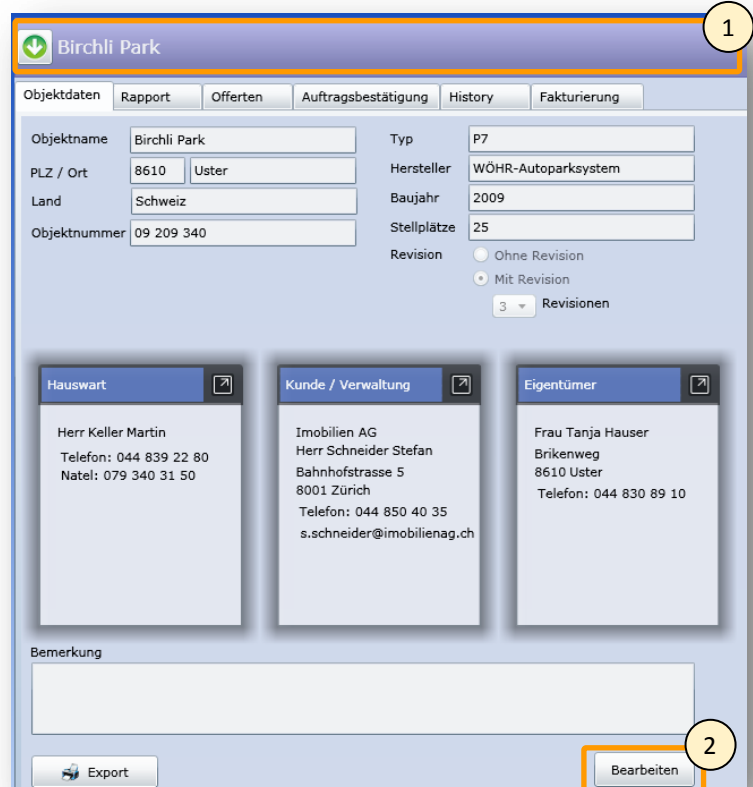 1
Birchli Park
Objektdaten Rapport Offerten Auftragsbestätigung History Fakturierung
Objektname Birchli Park
PLZ / Ort 8610 Uster
Land Schweiz
Objektnummer 09 209 340
Typ P7
Hersteller WÖHR-Autoparksystem
Baujahr 2009
Stellplätze 25
Revision Ohne Revision
Mit Revision
3 Revisionen
Hauswart
Herr Keller Martin
Telefon: 044 839 22 80
Natel: 079 340 31 50
Kunde / Verwaltung
Imobilien AG
Herr Schneider Stefan
Bahnhofstrasse 5
8001 Zürich
Telefon: 044 850 40 35
s.schneider@imobilienag.ch
Eigentümer
Frau Tanja Hauser
Brikenweg
8610 Uster
Telefon: 044 830 89 10
Bemerkung
2
Export
Bearbeiten